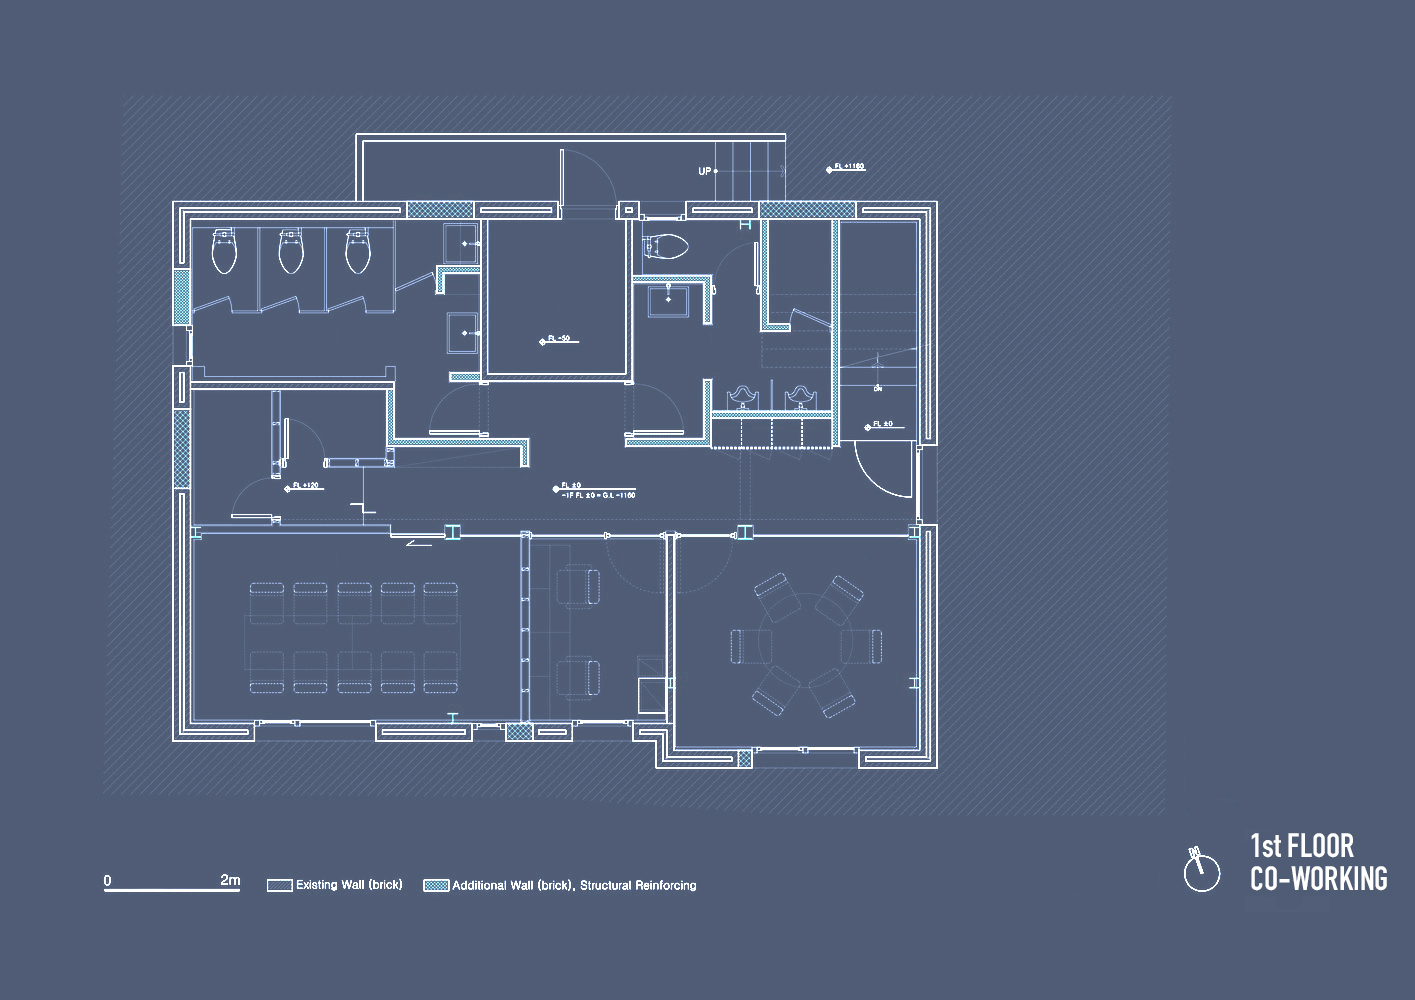 UP
FL +1160
FL -50
DN
FL ±0
FL +120
FL ±0
-1F FL ±0 = G.L -1160
0 2m
Existing Wall (brick)
Additional Wall (brick), Structural Reinforcing
N
1st FLOOR
CO-WORKING